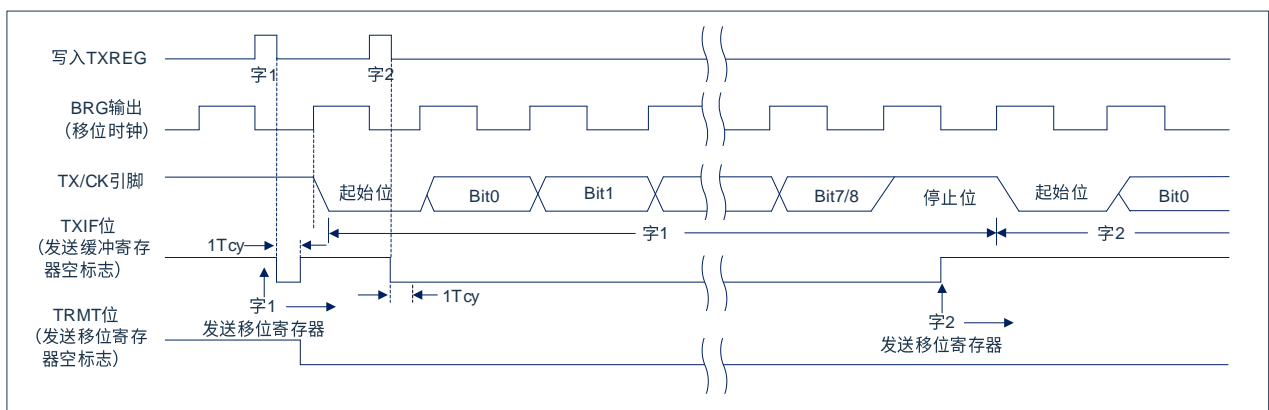 写入TXREG
字1
字2
BRG输出
（移位时钟）
TX/CK引脚
起始位
Bit0
Bit1
Bit7/8
停止位
起始位
Bit0
TXIF位
（发送缓冲寄存
器空标志）
1Tcy
字1
字2
字1
发送移位寄存器
1Tcy
字2
发送移位寄存器
TRMT位
（发送移位寄存
器空标志）